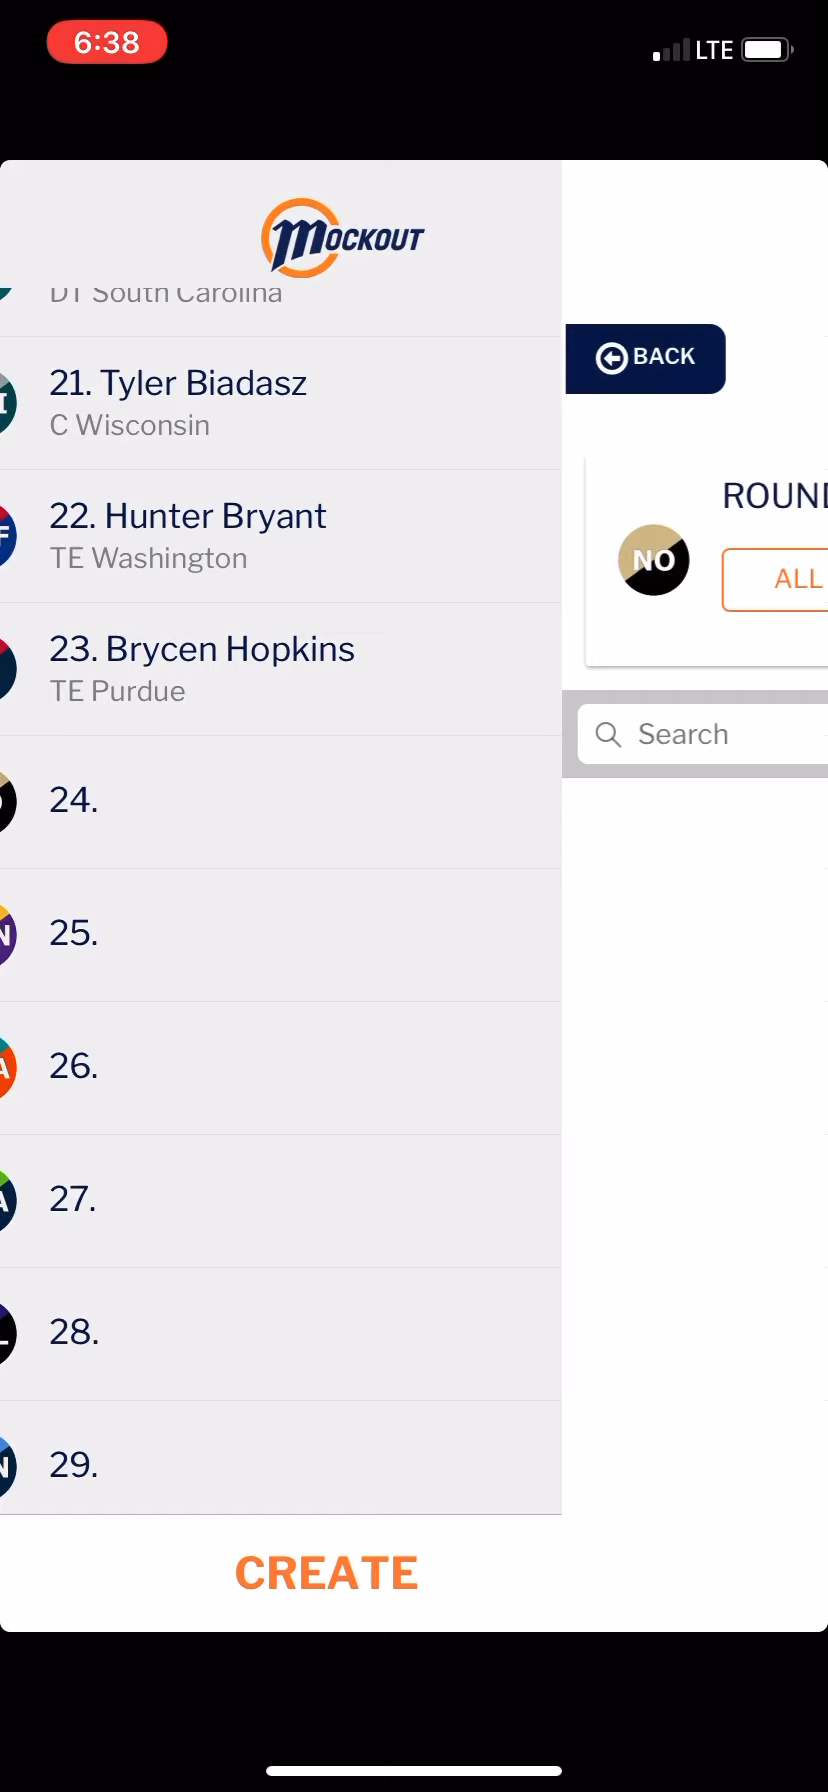 6:38
LTE
MOCKOUT
DT South Carolina
21. Tyler Biadasz
C Wisconsin
22. Hunter Bryant
TE Washington
23. Brycen Hopkins
TE Purdue
24.
25.
26.
27.
28.
29.
CREATE
BACK
ROUND
NO
ALL
Search